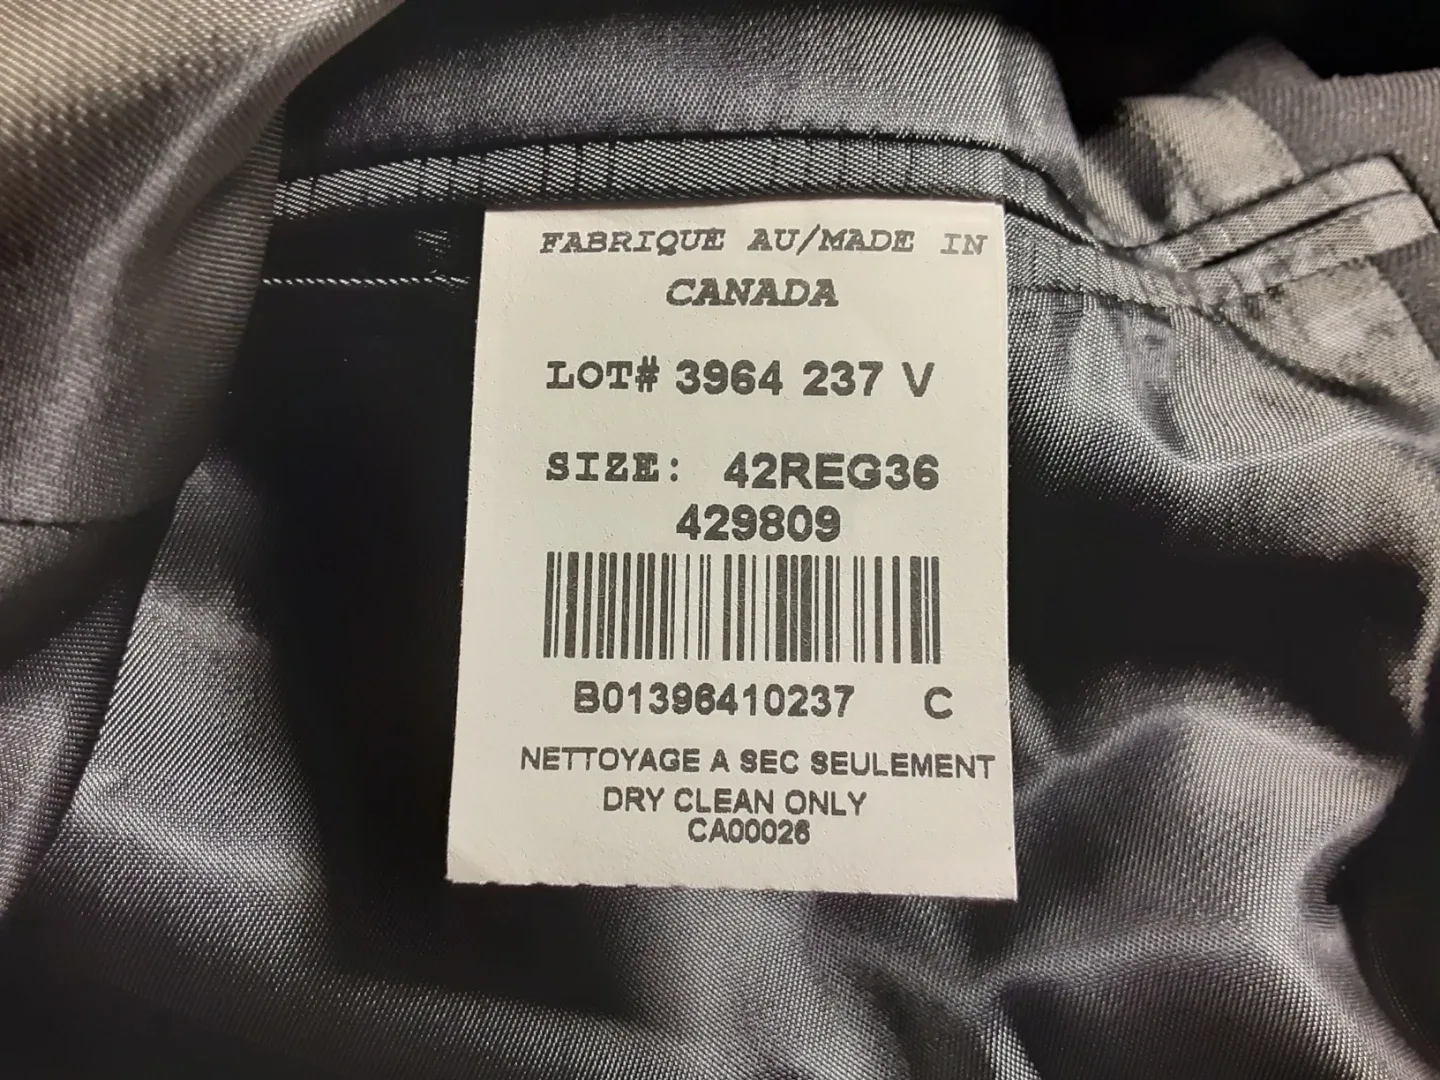 FABRIQUE AU/MADE IN
CANADA
LOT# 3964 237 V
SIZE: 42REG36
429809
B01396410237 C
NETTOYAGE A SEC SEULEMENT
DRY CLEAN ONLY
CA00026